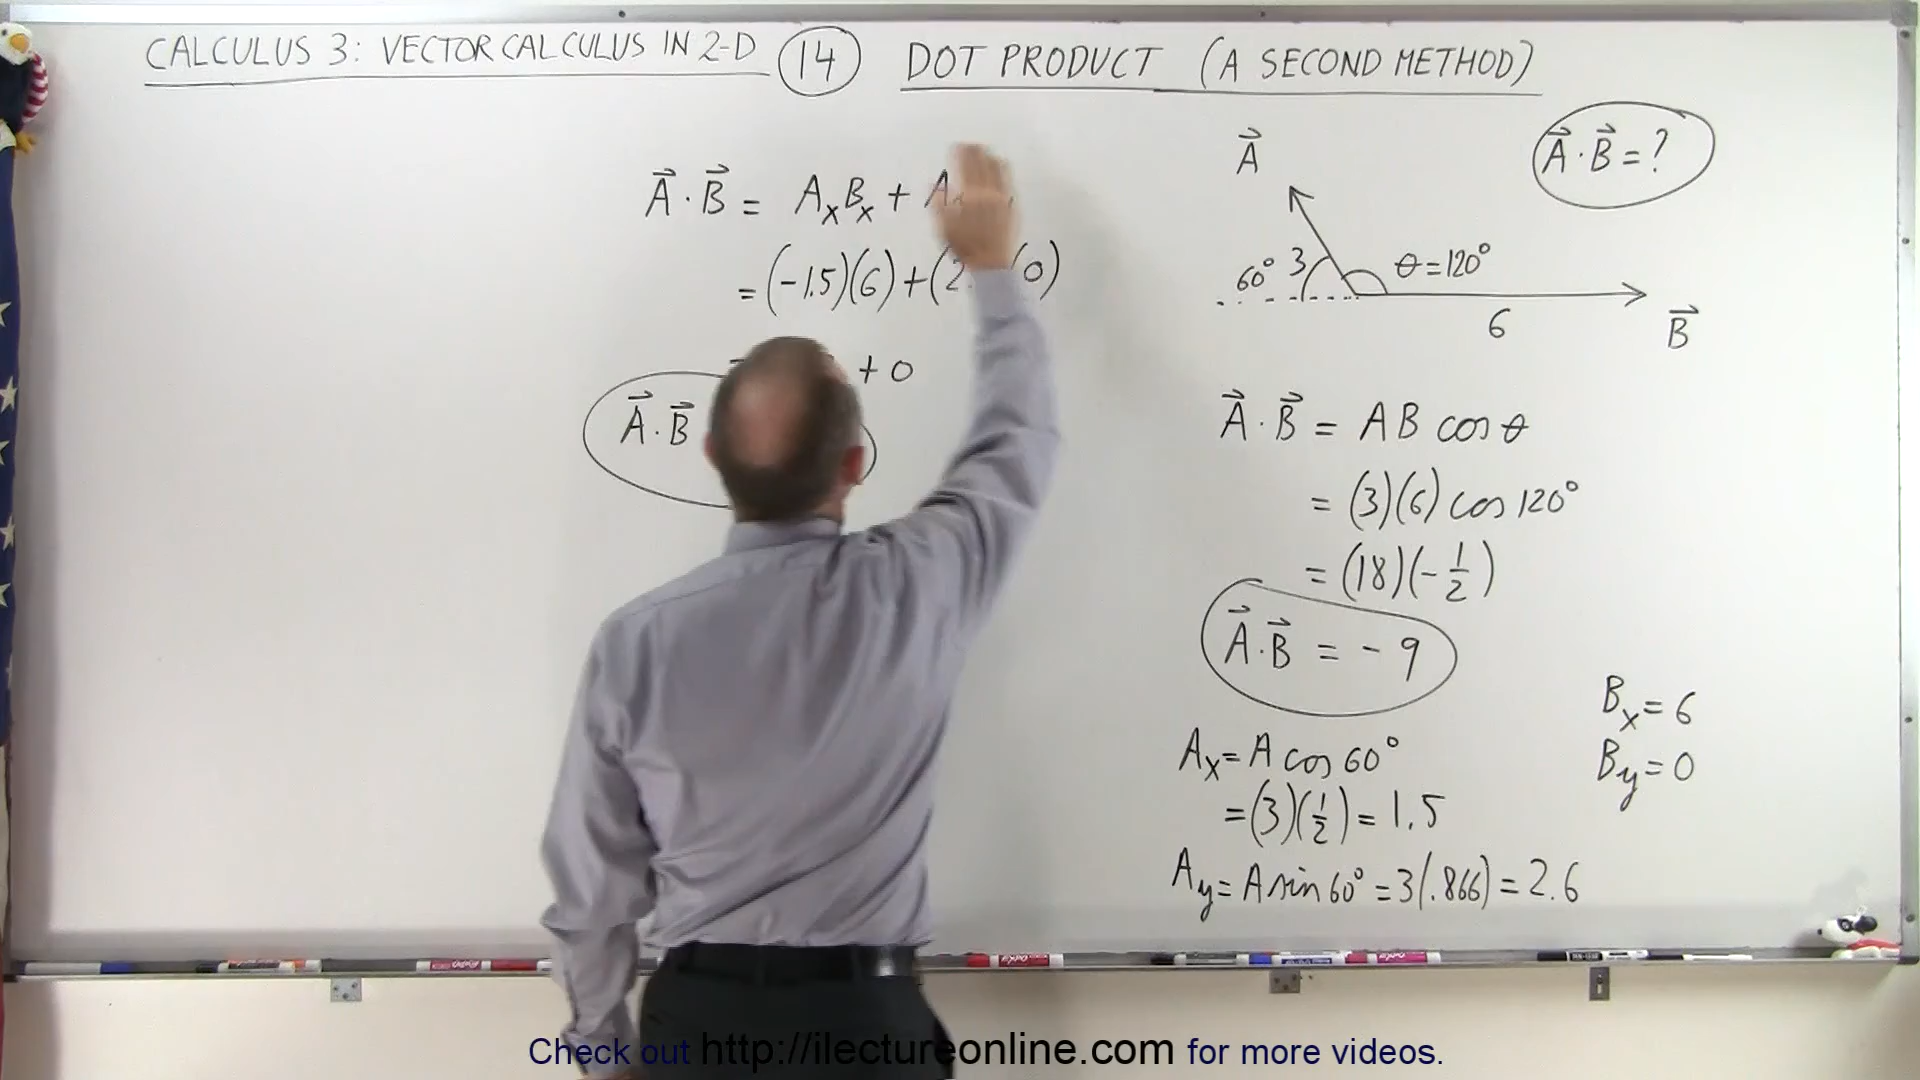 CALCULUS 3: VECTOR CALCULUS IN 2-D 14 DOT PRODUCT (A SECOND METHOD)
A⃗ · B⃗ = AₓBₓ + A
= (-1.5)(6) + (2. (0)
+ 0
A⃗ · B⃗
A⃗
A⃗ · B⃗ = ?
60° 3 θ = 120°
6
B⃗
A⃗ · B⃗ = AB cos θ
= (3)(6) cos 120°
= (18)(-1/2)
A⃗ · B⃗ = - 9
Bₓ = 6
B_y = 0
Aₓ = A cos 60°
= (3)(1/2) = 1.5
A_y = A sin 60° = 3(.866) = 2.6
Check out http://ilectureonline.com for more videos.